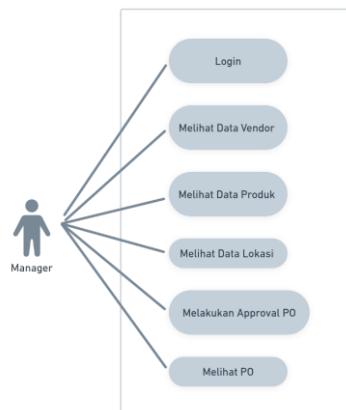 Login
Melihat Data Vendor
Melihat Data Produk
Manager
Melihat Data Lokasi
Melakukan Approval PO
Melihat PO